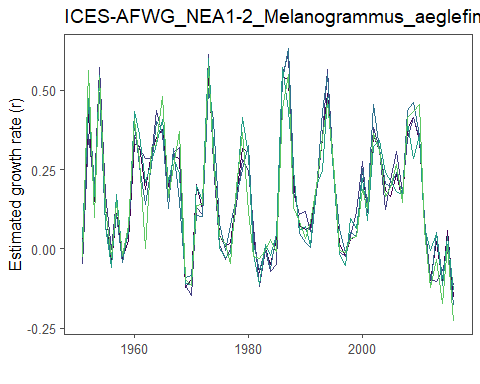 ICES-AFWG_NEA1-2_Melanogrammus_aeglefin
Estimated growth rate (r)
0.50
0.25
0.00
-0.25
1960 1980 2000